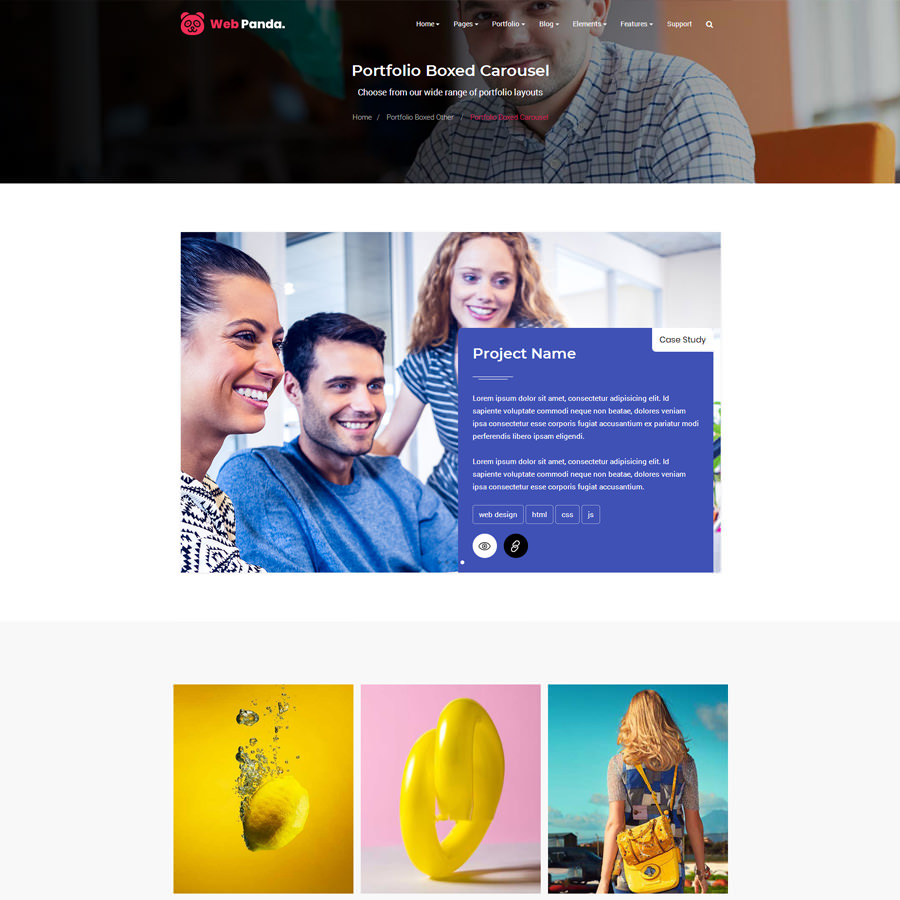 Web Panda.
Home Pages Portfolio Blog Elements Features Support
Portfolio Boxed Carousel
Choose from our wide range of portfolio layouts
Home / Portfolio Boxed Other / Portfolio Boxed Carousel
Case Study
Project Name
Lorem ipsum dolor sit amet, consectetur adipisicing elit. Id
sapiente voluptate commodi neque non beatae, dolores veniam
ipsa consectetur esse corporis fugiat accusantium ex pariatur modi
perferendis libero ipsam eligendi.
Lorem ipsum dolor sit amet, consectetur adipisicing elit. Id
sapiente voluptate commodi neque non beatae, dolores veniam
ipsa consectetur esse corporis fugiat accusantium.
web design html css js